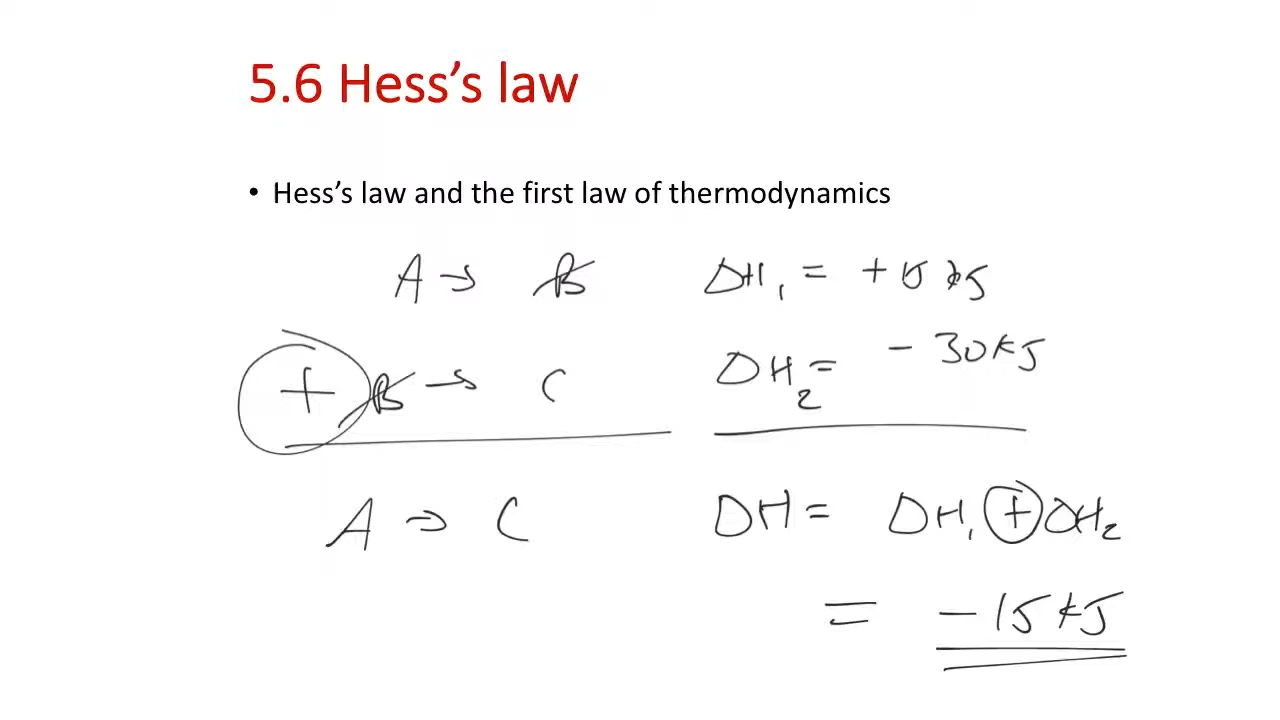 5.6 Hess's law
• Hess's law and the first law of thermodynamics
A → B ΔH₁ = +15 kJ
+ B → C ΔH₂ = - 30 kJ
A → C ΔH = ΔH₁ + ΔH₂
= - 15 kJ